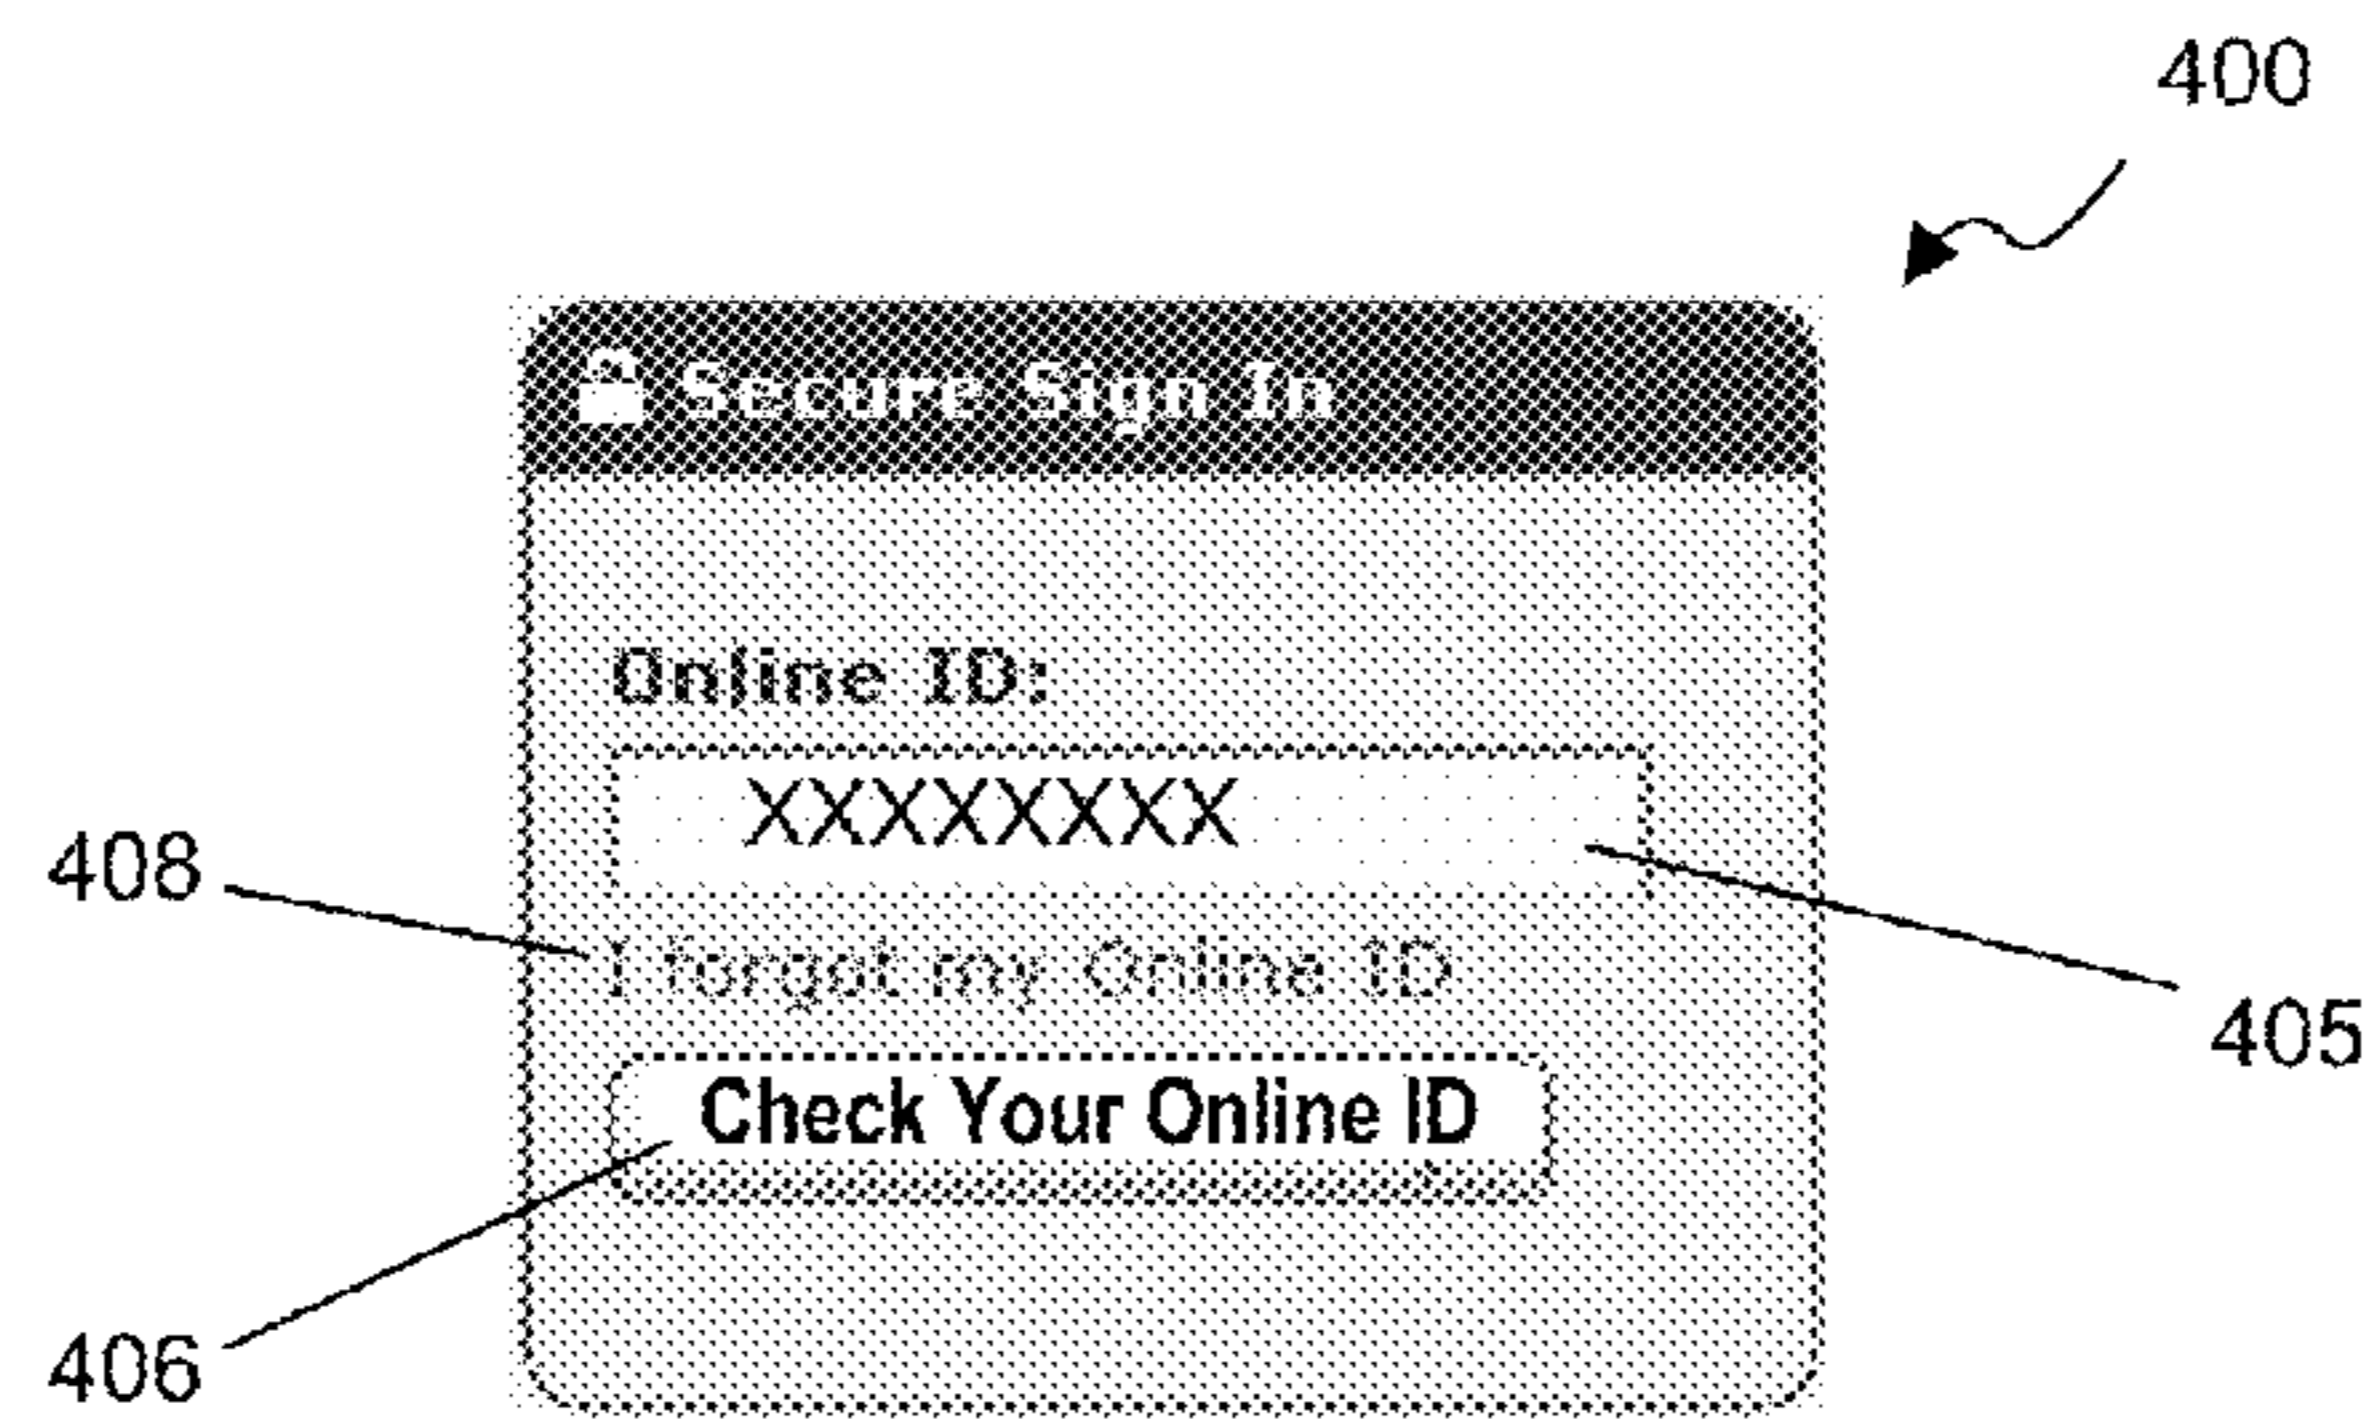 400
Secure Sign In
Online ID:
XXXXXXXX
408
I forgot my Online ID
405
Check Your Online ID
406